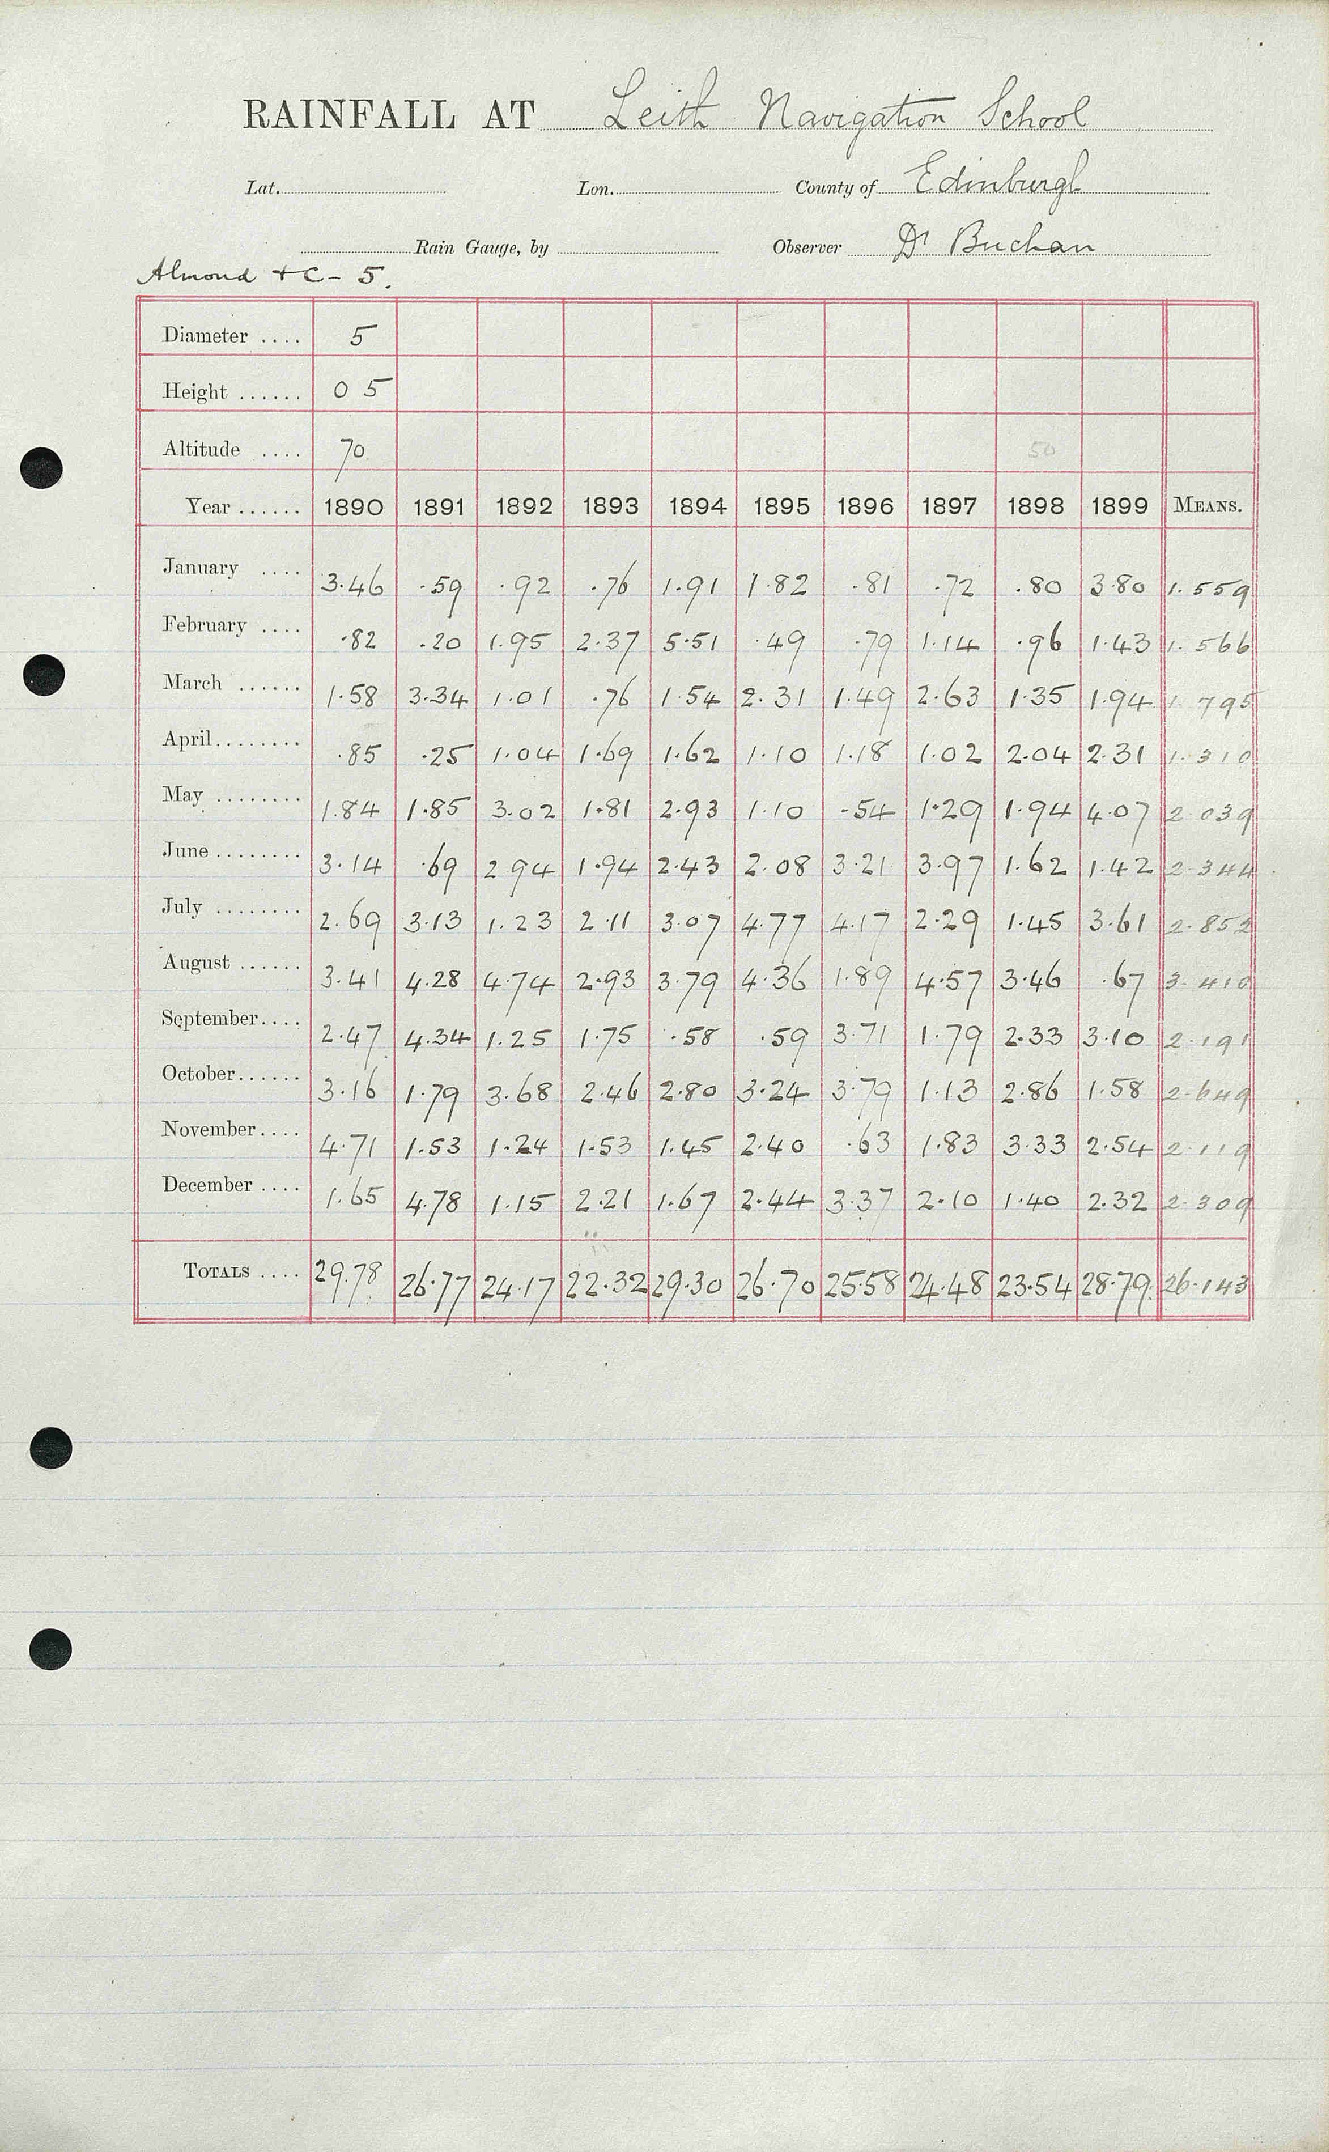 RAINFALL AT Leith Navigation School
Lat. Lon. County of Edinburgh
Rain Gauge, by Observer Dr Buchan
Almond & C - 5.
Diameter .... 5
Height ...... 0 5
Altitude .... 70 50
Year ...... 1890 1891 1892 1893 1894 1895 1896 1897 1898 1899 MEANS.
January .... 3.46 .59 .92 .76 1.91 1.82 .81 .72 .80 3.80 1.559
February .... .82 .20 1.95 2.37 5.51 .49 .79 1.14 .96 1.43 1.566
March ...... 1.58 3.34 1.01 .76 1.54 2.31 1.49 2.63 1.35 1.94 1.795
April........ .85 .25 1.04 1.69 1.62 1.10 1.18 1.02 2.04 2.31 1.310
May ........ 1.84 1.85 3.02 1.81 2.93 1.10 .54 1.29 1.94 4.07 2.039
June ........ 3.14 .69 2.94 1.94 2.43 2.08 3.21 3.97 1.62 1.42 2.344
July ........ 2.69 3.13 1.23 2.11 3.07 4.77 4.17 2.29 1.45 3.61 2.852
August ...... 3.41 4.28 4.74 2.93 3.79 4.36 1.89 4.57 3.46 .67 3.410
September.... 2.47 4.34 1.25 1.75 .58 .59 3.71 1.79 2.33 3.10 2.191
October...... 3.16 1.79 3.68 2.46 2.80 3.24 3.79 1.13 2.86 1.58 2.649
November.... 4.71 1.53 1.24 1.53 1.45 2.40 .63 1.83 3.33 2.54 2.119
December .... 1.65 4.78 1.15 2.21 1.67 2.44 3.37 2.10 1.40 2.32 2.309
TOTALS .... 29.78 26.77 24.17 22.32 29.30 26.70 25.58 24.48 23.54 28.79 26.143